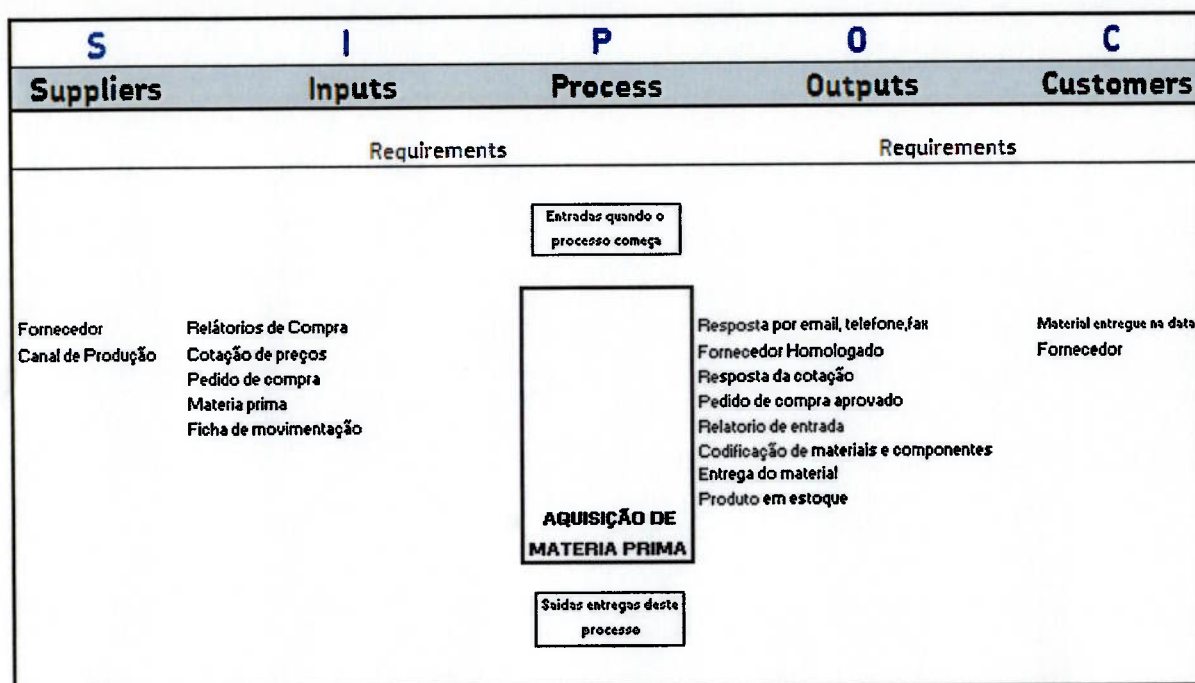 S I P O C
Suppliers Inputs Process Outputs Customers
Requirements Requirements
Entradas quando o
processo começa
Fornecedor
Canal de Produção
Relátorios de Compra
Cotação de preços
Pedido de compra
Materia prima
Ficha de movimentação
AQUISIÇÃO DE
MATERIA PRIMA
Resposta por email, telefone,fax
Fornecedor Homologado
Resposta da cotação
Pedido de compra aprovado
Relatorio de entrada
Codificação de materiais e componentes
Entrega do material
Produto em estoque
Material entregue na data
Fornecedor
Saidas entregas deste
processo